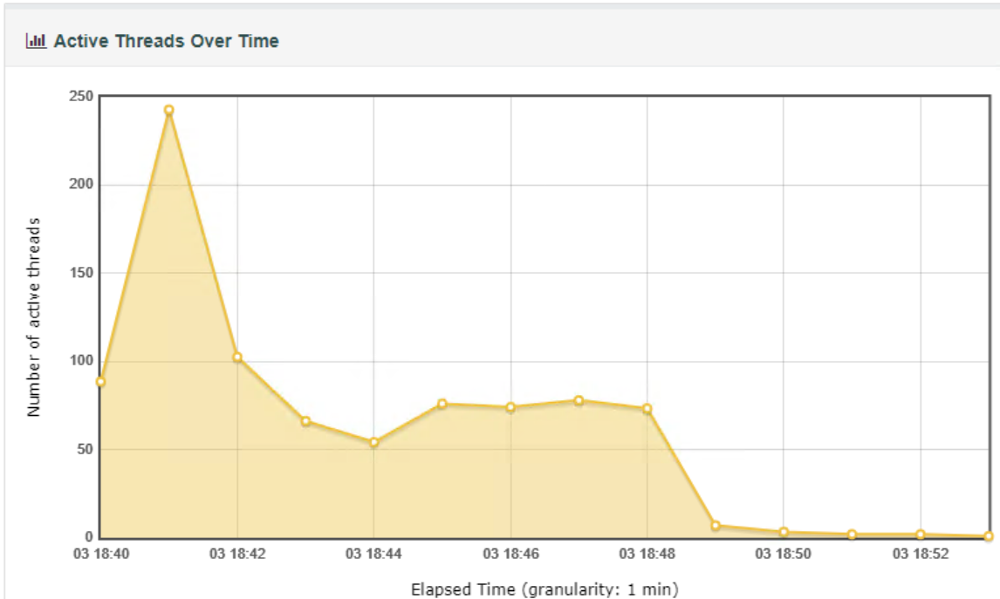 Active Threads Over Time
250
200
150
100
50
0
Number of active threads
03 18:40 03 18:42 03 18:44 03 18:46 03 18:48 03 18:50 03 18:52
Elapsed Time (granularity: 1 min)